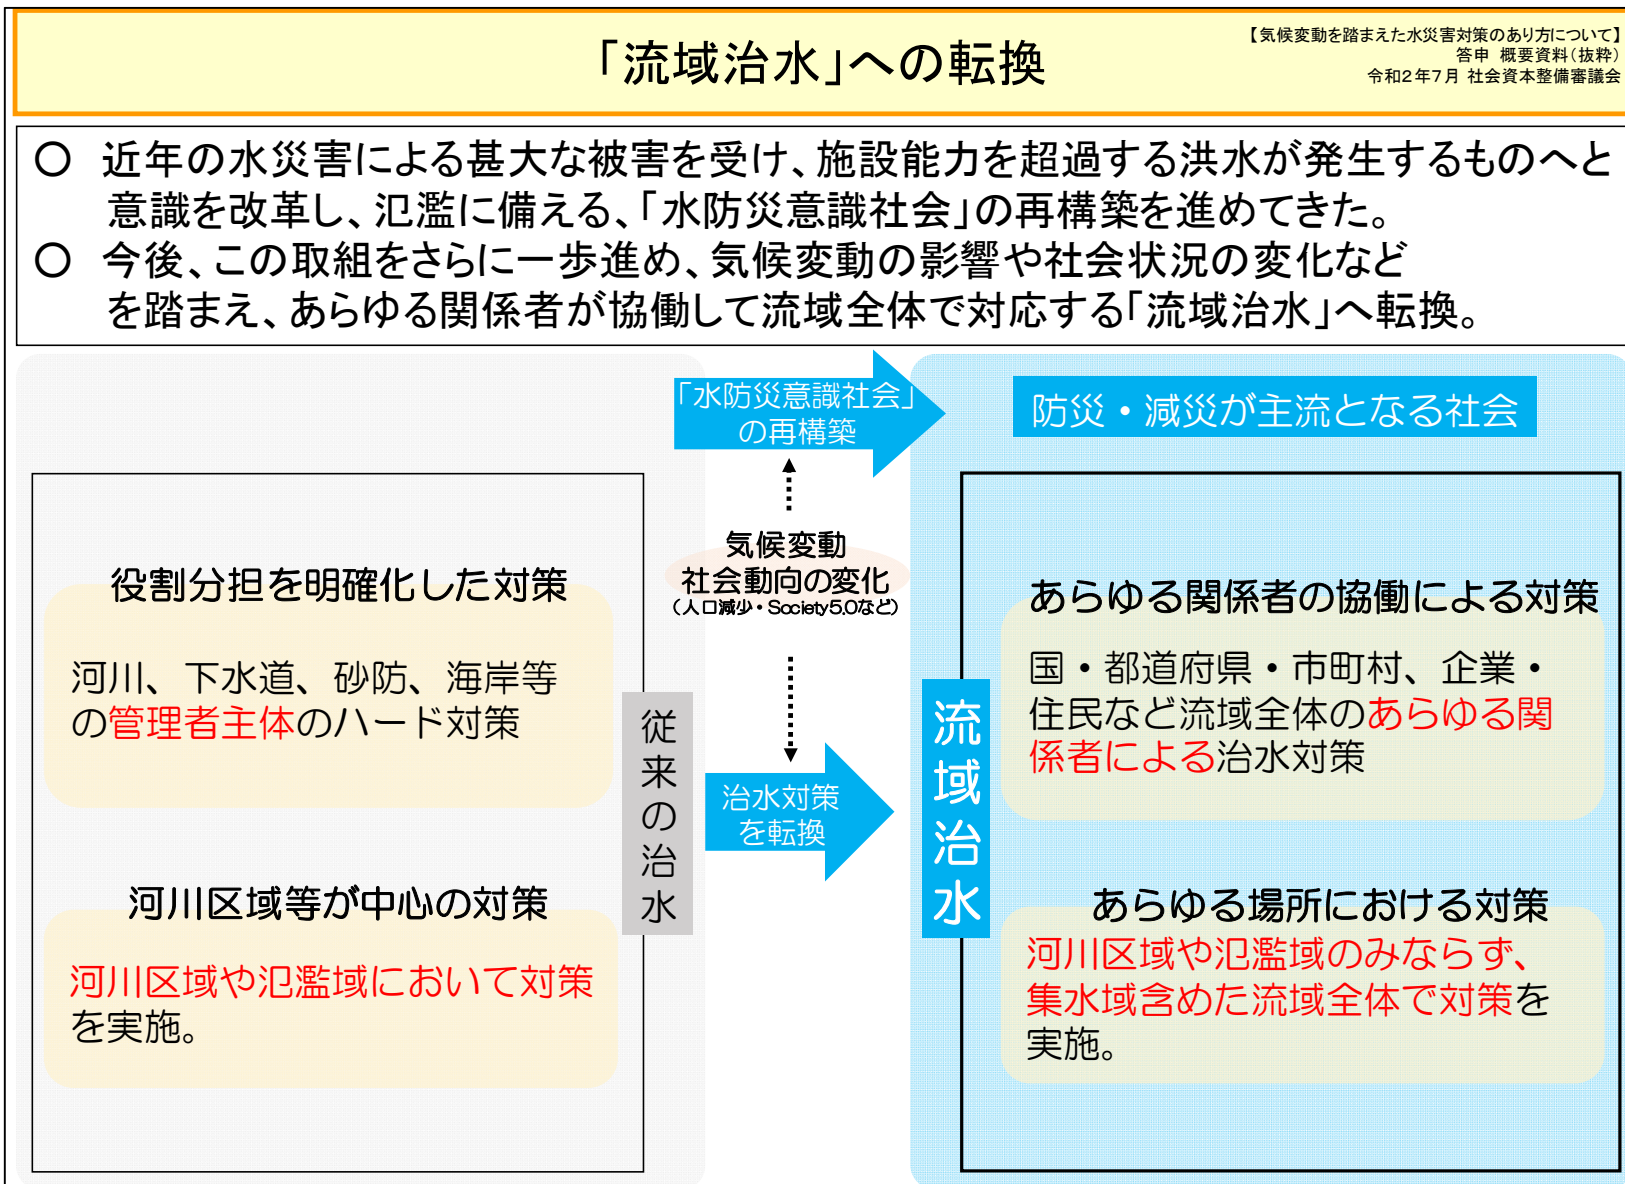 「流域治水」への転換
【気候変動を踏まえた水災害対策のあり方について】
答申 概要資料(抜粋)
令和2年7月 社会資本整備審議会
○ 近年の水災害による甚大な被害を受け、施設能力を超過する洪水が発生するものへと
意識を改革し、氾濫に備える、「水防災意識社会」の再構築を進めてきた。
○ 今後、この取組をさらに一歩進め、気候変動の影響や社会状況の変化など
を踏まえ、あらゆる関係者が協働して流域全体で対応する「流域治水」へ転換。
「水防災意識社会」
の再構築
防災・減災が主流となる社会
気候変動
社会動向の変化
(人口減少・Society5.0など)
役割分担を明確化した対策
河川、下水道、砂防、海岸等
の管理者主体のハード対策
河川区域等が中心の対策
河川区域や氾濫域において対策
を実施。
従来の治水
治水対策
を転換
流域治水
あらゆる関係者の協働による対策
国・都道府県・市町村、企業・
住民など流域全体のあらゆる関
係者による治水対策
あらゆる場所における対策
河川区域や氾濫域のみならず、
集水域含めた流域全体で対策を
実施。